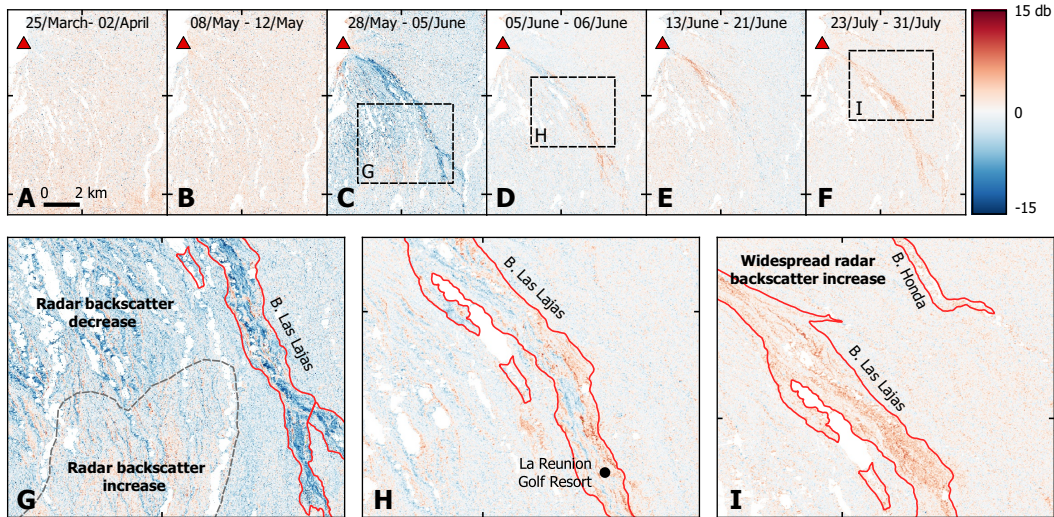 25/March- 02/April
08/May - 12/May
28/May - 05/June
05/June - 06/June
13/June - 21/June
23/July - 31/July
15 db
0
-15
0 2 km
A
B
C
D
E
F
G
H
I
Radar backscatter
decrease
B. Las Lajas
Radar backscatter
increase
G
B. Las Lajas
La Reunion
Golf Resort
H
Widespread radar
backscatter increase
B. Honda
B. Las Lajas
I